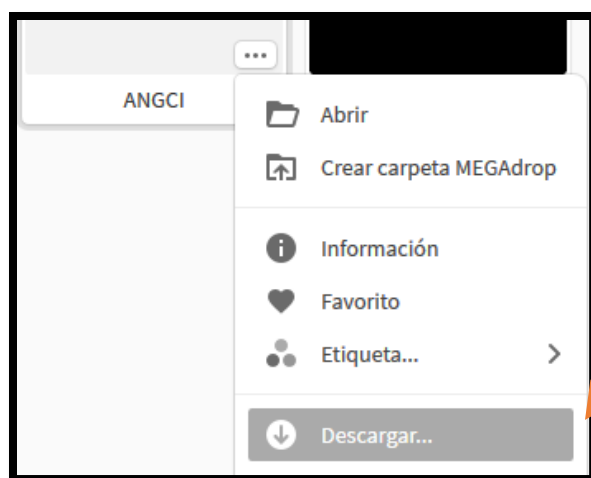 ANGCI
Abrir
Crear carpeta MEGAdrop
Información
Favorito
Etiqueta...
Descargar...